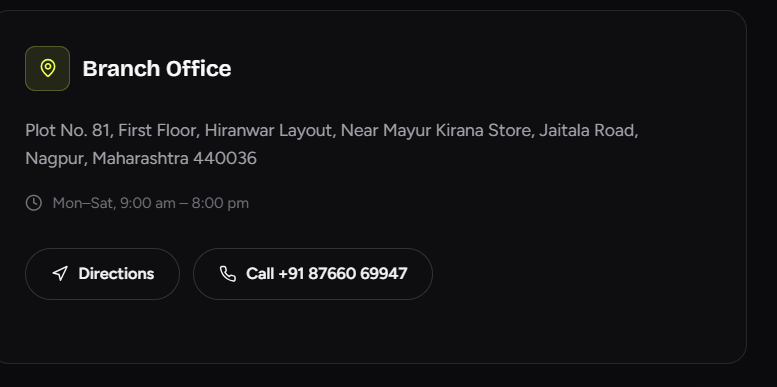 Branch Office
Plot No. 81, First Floor, Hiranwar Layout, Near Mayur Kirana Store, Jaitala Road,
Nagpur, Maharashtra 440036
Mon–Sat, 9:00 am – 8:00 pm
Directions
Call +91 87660 69947